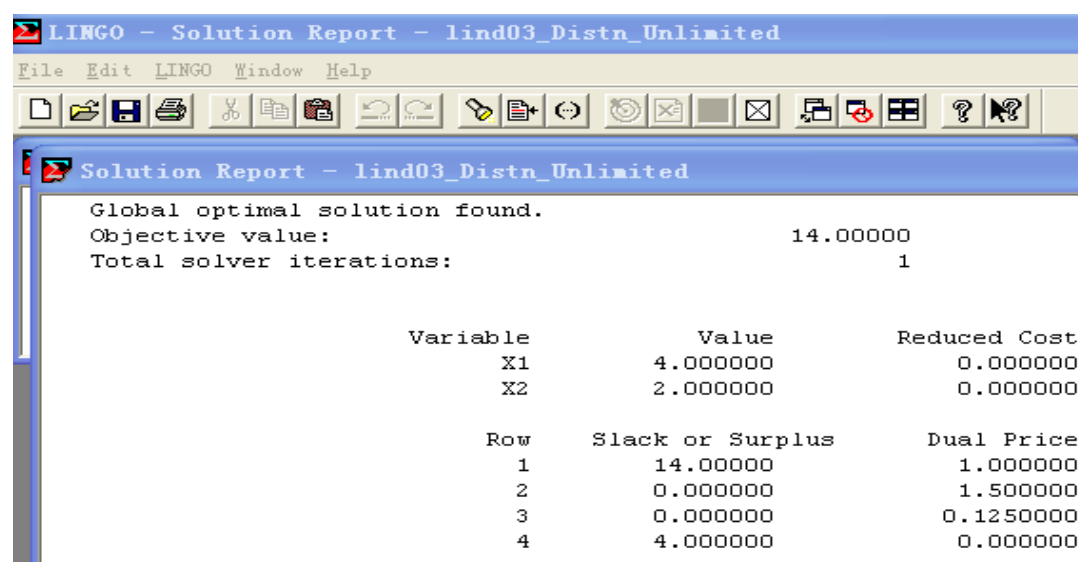 LINGO - Solution Report - lind03_Distn_Unlimited
File Edit LINGO Window Help
Solution Report - lind03_Distn_Unlimited
Global optimal solution found.
Objective value: 14.00000
Total solver iterations: 1
Variable Value Reduced Cost
X1 4.000000 0.000000
X2 2.000000 0.000000
Row Slack or Surplus Dual Price
1 14.00000 1.000000
2 0.000000 1.500000
3 0.000000 0.1250000
4 4.000000 0.000000